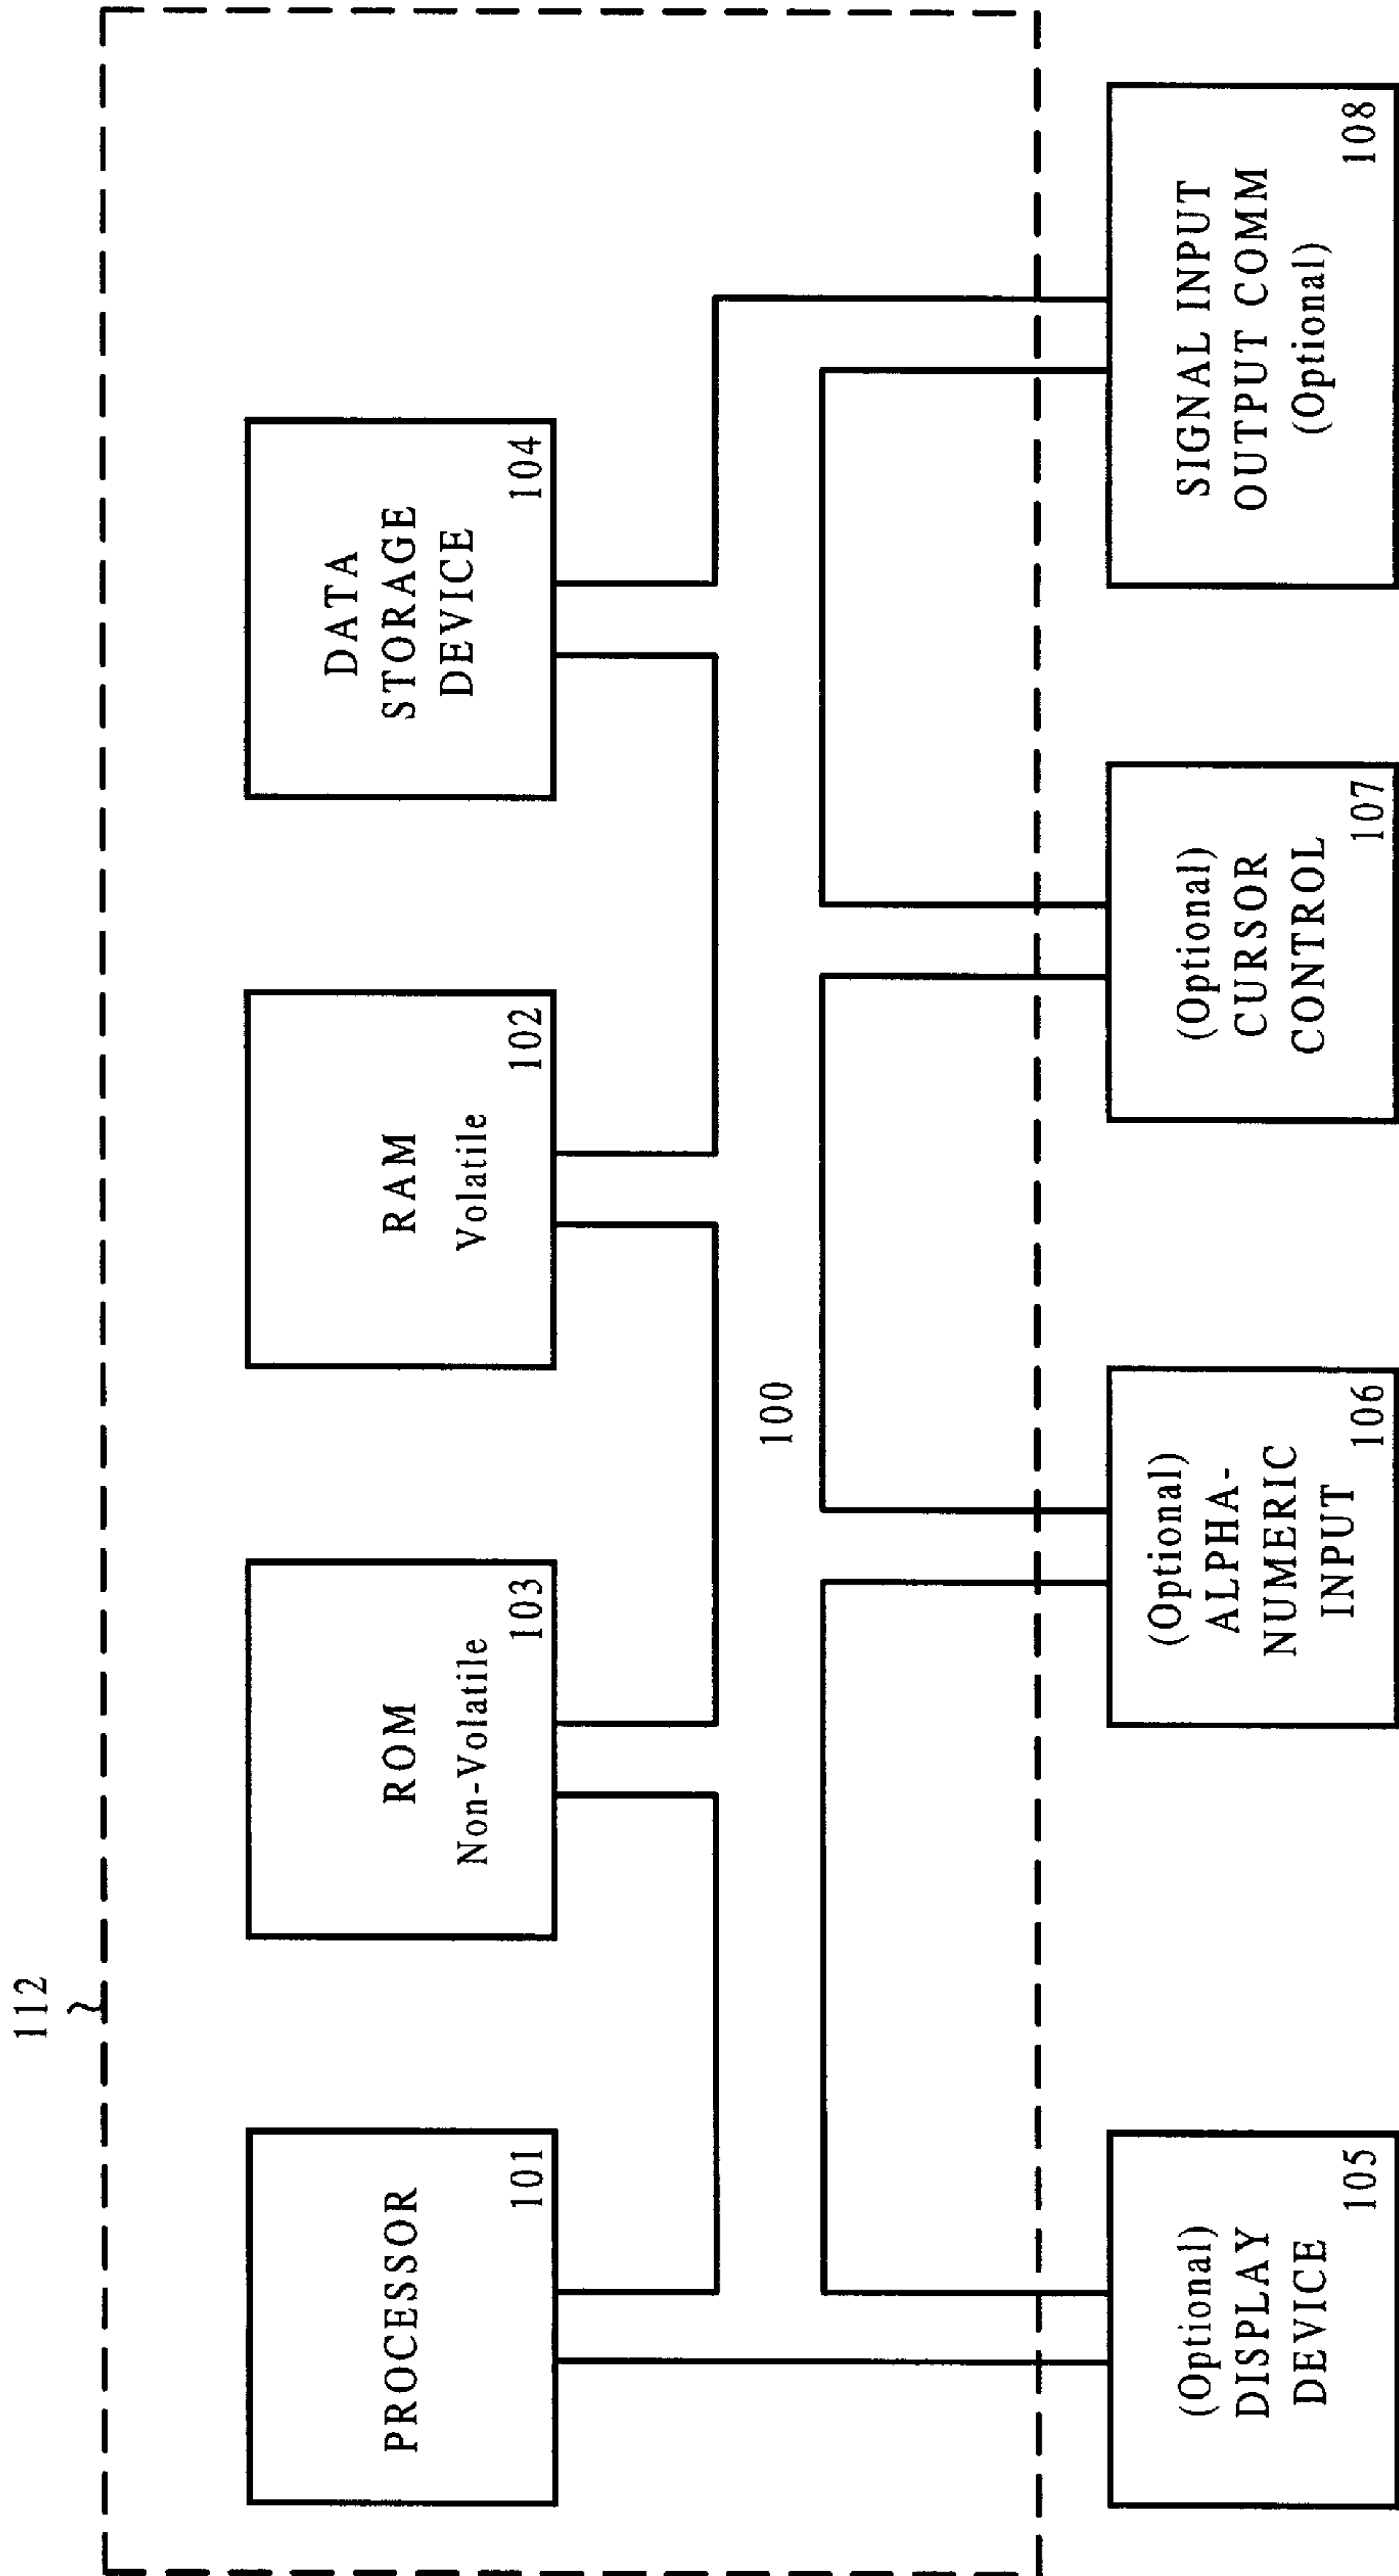 112
PROCESSOR
101
ROM
Non-Volatile
103
RAM
Volatile
102
DATA
STORAGE
DEVICE
104
100
(Optional)
DISPLAY
DEVICE
105
(Optional)
ALPHA-
NUMERIC
INPUT
106
(Optional)
CURSOR
CONTROL
107
SIGNAL INPUT
OUTPUT COMM
(Optional)
108